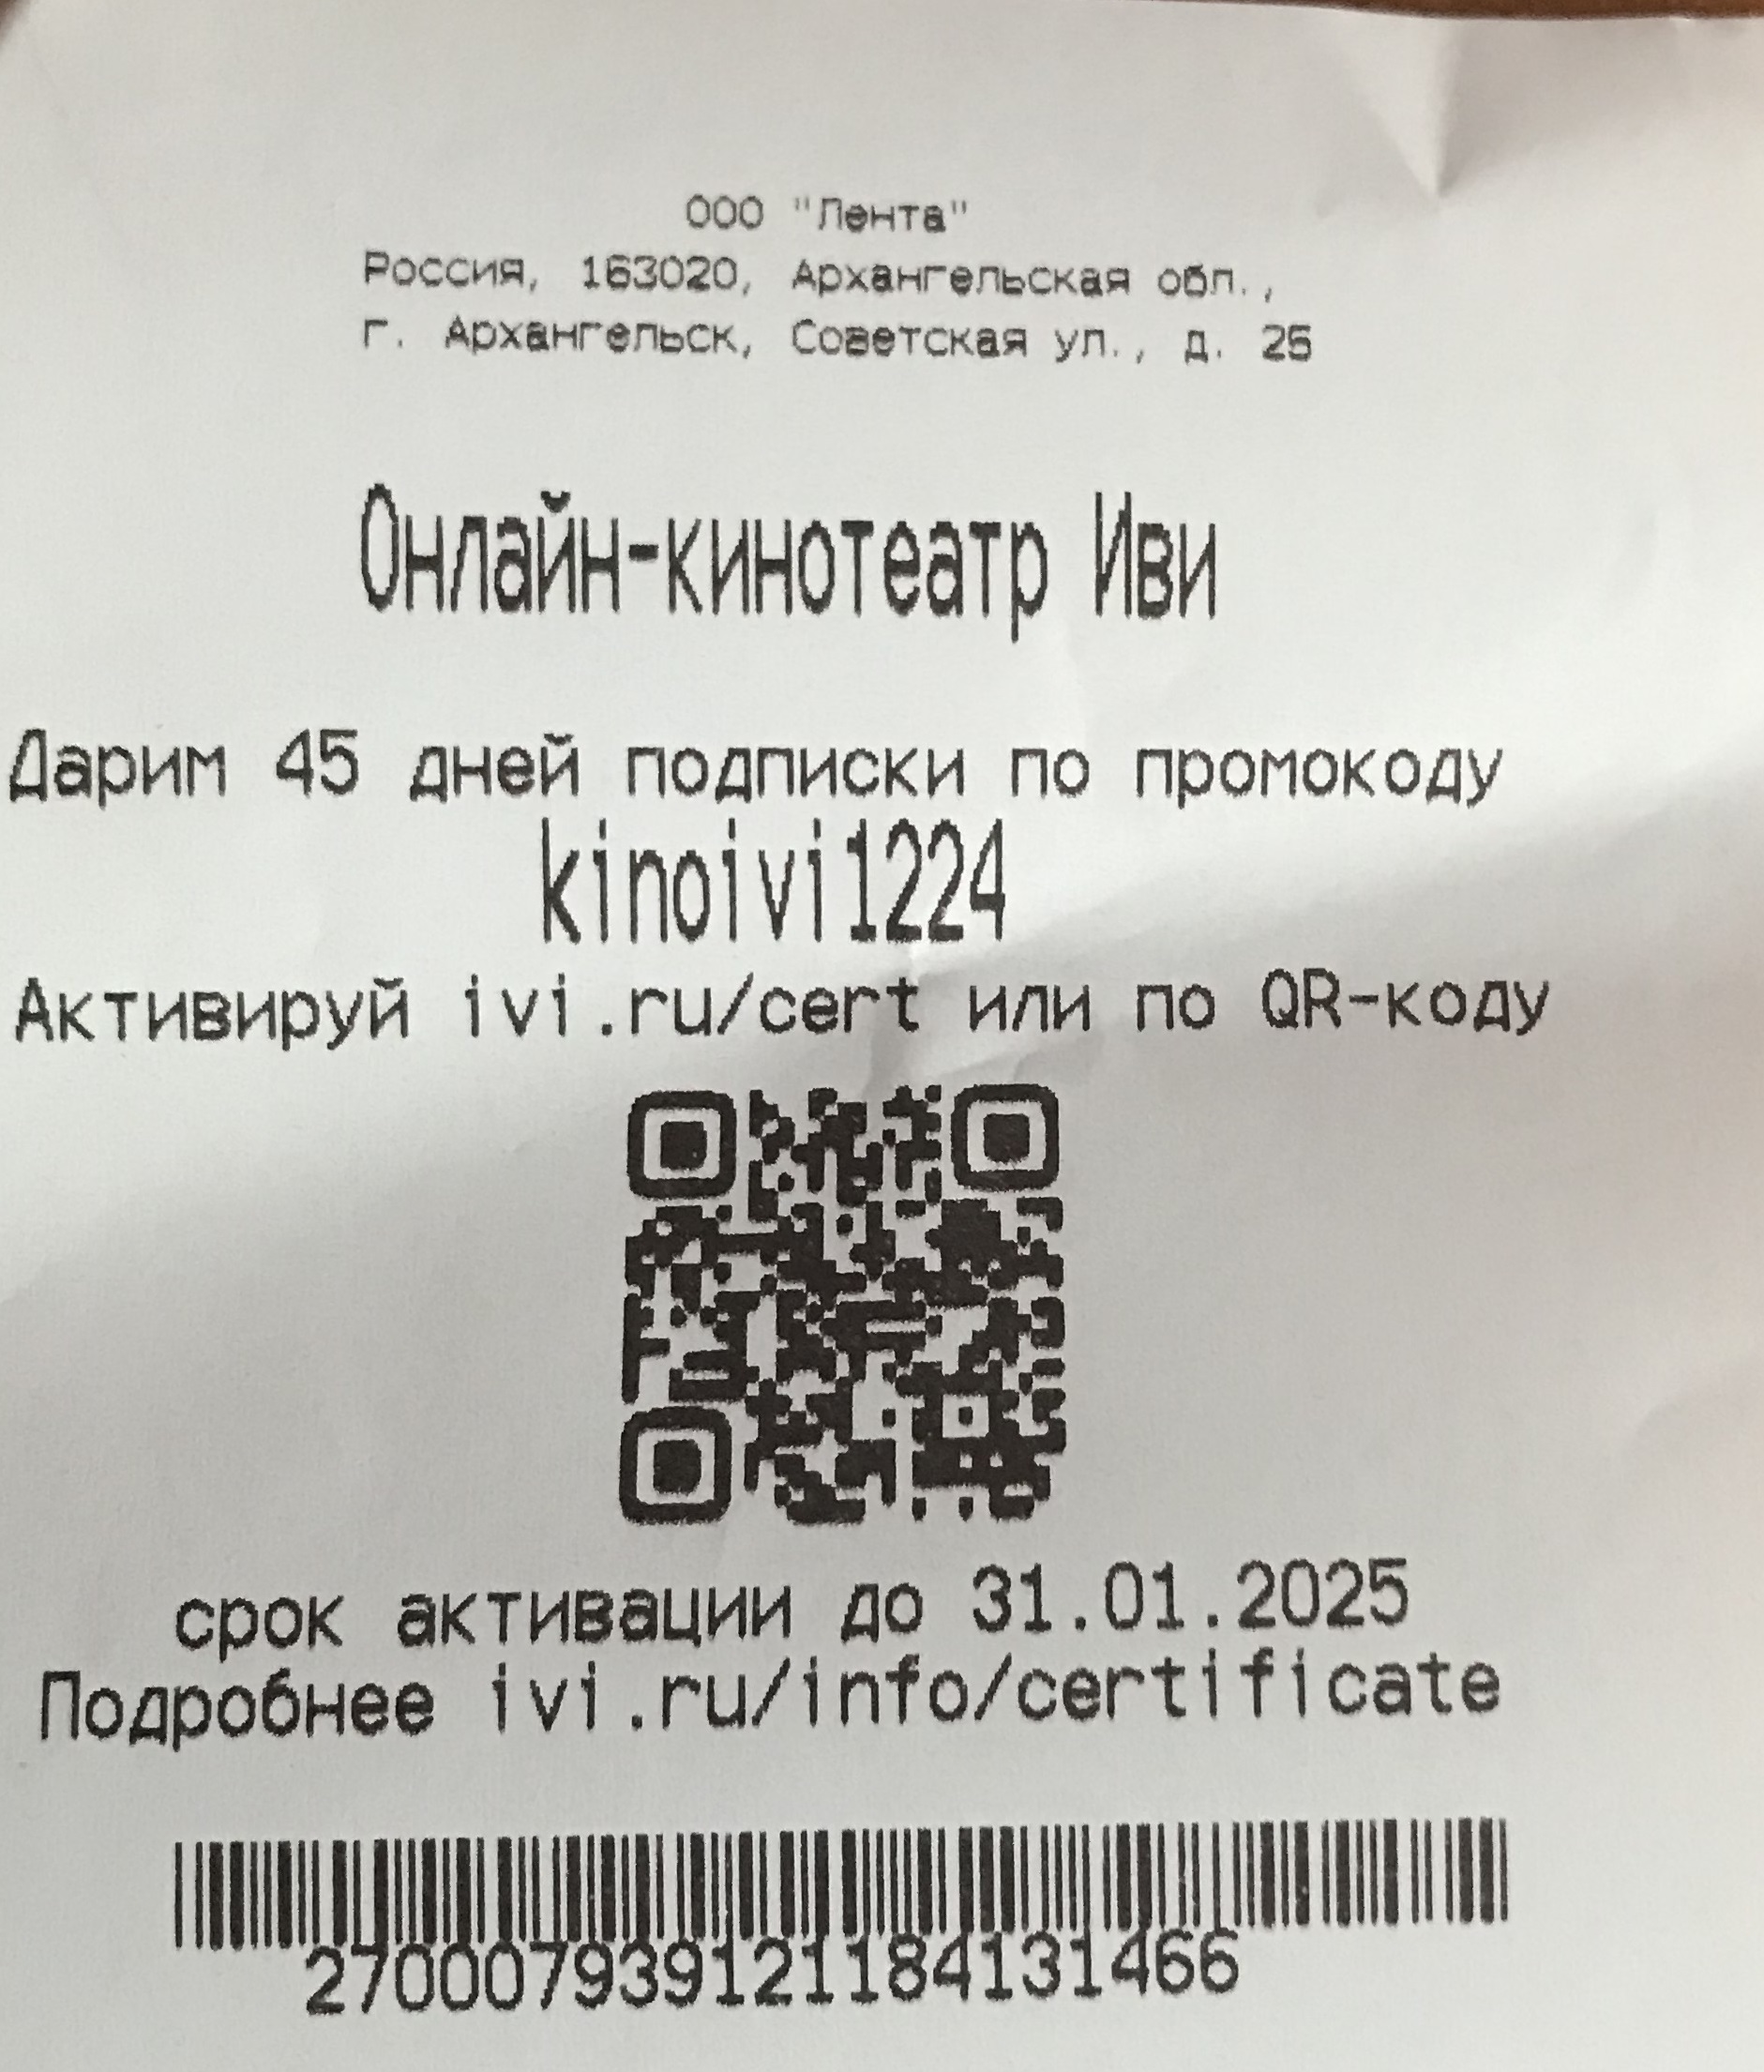 ООО "Лента"
Россия, 163020, Архангельская обл.,
г. Архангельск, Советская ул., д. 25
Онлайн-кинотеатр Иви
Дарим 45 дней подписки по промокоду
kinoivi1224
Активируй ivi.ru/cert или по QR-коду
срок активации до 31.01.2025
Подробнее ivi.ru/info/certificate
2700079391211184131466